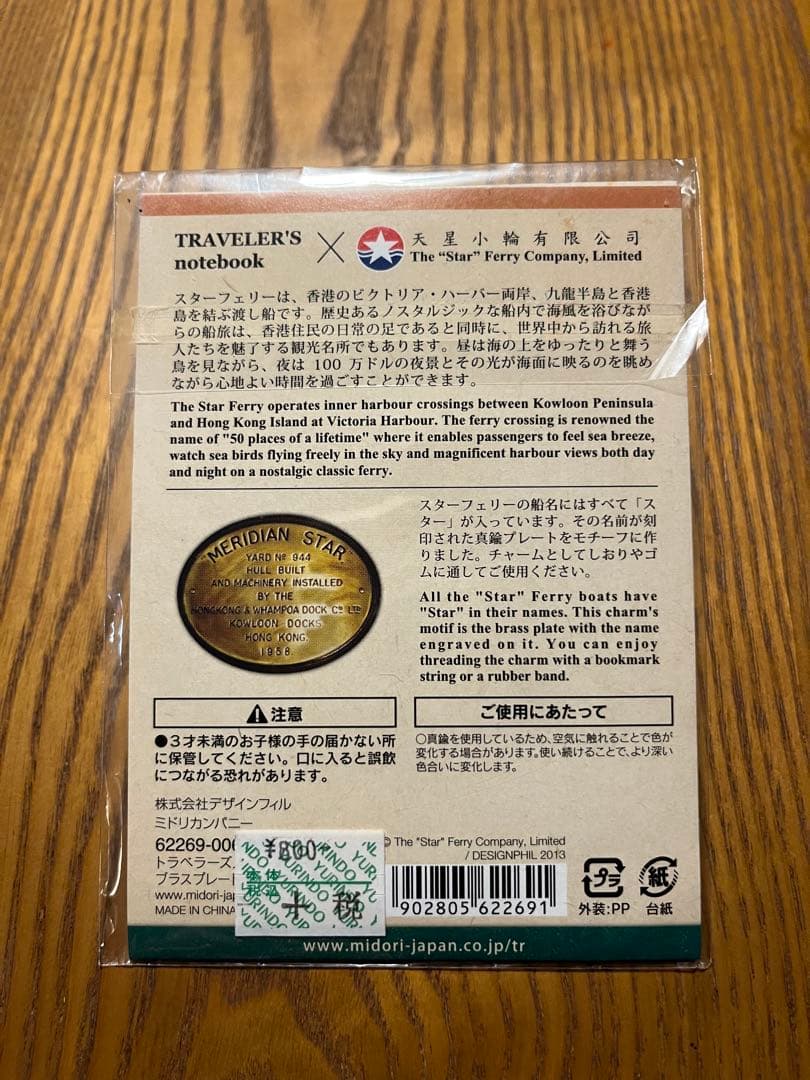 TRAVELER'S
notebook
×
天星小輪有限公司
The “Star” Ferry Company, Limited
スターフェリーは、香港のビクトリア・ハーバー両岸、九龍半島と香港
島を結ぶ渡し船です。歴史あるノスタルジックな船内で海風を浴びなが
らの船旅は、香港住民の日常の足であると同時に、世界中から訪れる旅
人たちを魅了する観光名所でもあります。昼は海の上をゆったりと舞う
鳥を見ながら、夜は 100 万ドルの夜景とその光が海面に映るのを眺め
ながら心地よい時間を過ごすことができます。
The Star Ferry operates inner harbour crossings between Kowloon Peninsula
and Hong Kong Island at Victoria Harbour. The ferry crossing is renowned the
name of "50 places of a lifetime" where it enables passengers to feel sea breeze,
watch sea birds flying freely in the sky and magnificent harbour views both day
and night on a nostalgic classic ferry.
"MERIDIAN STAR"
YARD Nº 944
HULL BUILT
AND MACHINERY INSTALLED
BY THE
HONGKONG & WHAMPOA DOCK Cº LTD
KOWLOON DOCKS
HONG KONG.
1958.
スターフェリーの船名にはすべて「ス
ター」が入っています。その名前が刻
印された真鍮プレートをモチーフに作
りました。チャームとしてしおりやゴ
ムに通してご使用ください。
All the "Star" Ferry boats have
"Star" in their names. This charm's
motif is the brass plate with the name
engraved on it. You can enjoy
threading the charm with a bookmark
string or a rubber band.
注意
●3才未満のお子様の手の届かない所
に保管してください。口に入ると誤飲
につながる恐れがあります。
ご使用にあたって
○真鍮を使用しているため、空気に触れることで色が
変化する場合があります。使い続けることで、より深い
色合いに変化します。
株式会社デザインフィル
ミドリカンパニー
62269-006
トラベラーズ
ブラスプレート
www.midori-jap
MADE IN CHINA
¥800
本体
YURINDO
+税
© The "Star" Ferry Company, Limited
/ DESIGNPHIL 2013
902805 622691
プラ
外装:PP
紙
台紙
www.midori-japan.co.jp/tr